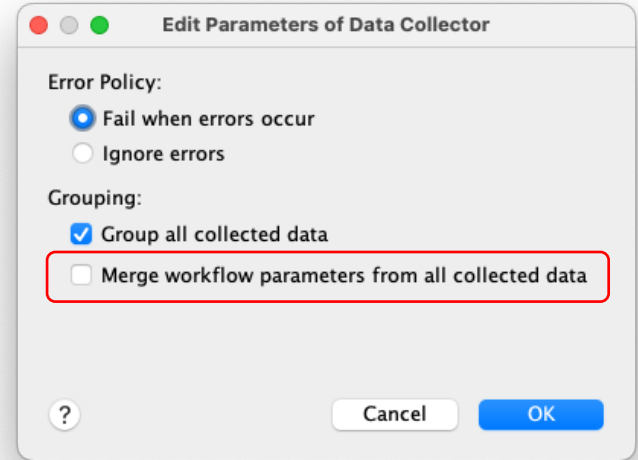 Edit Parameters of Data Collector
Error Policy:
Fail when errors occur
Ignore errors
Grouping:
Group all collected data
Merge workflow parameters from all collected data
?
Cancel
OK